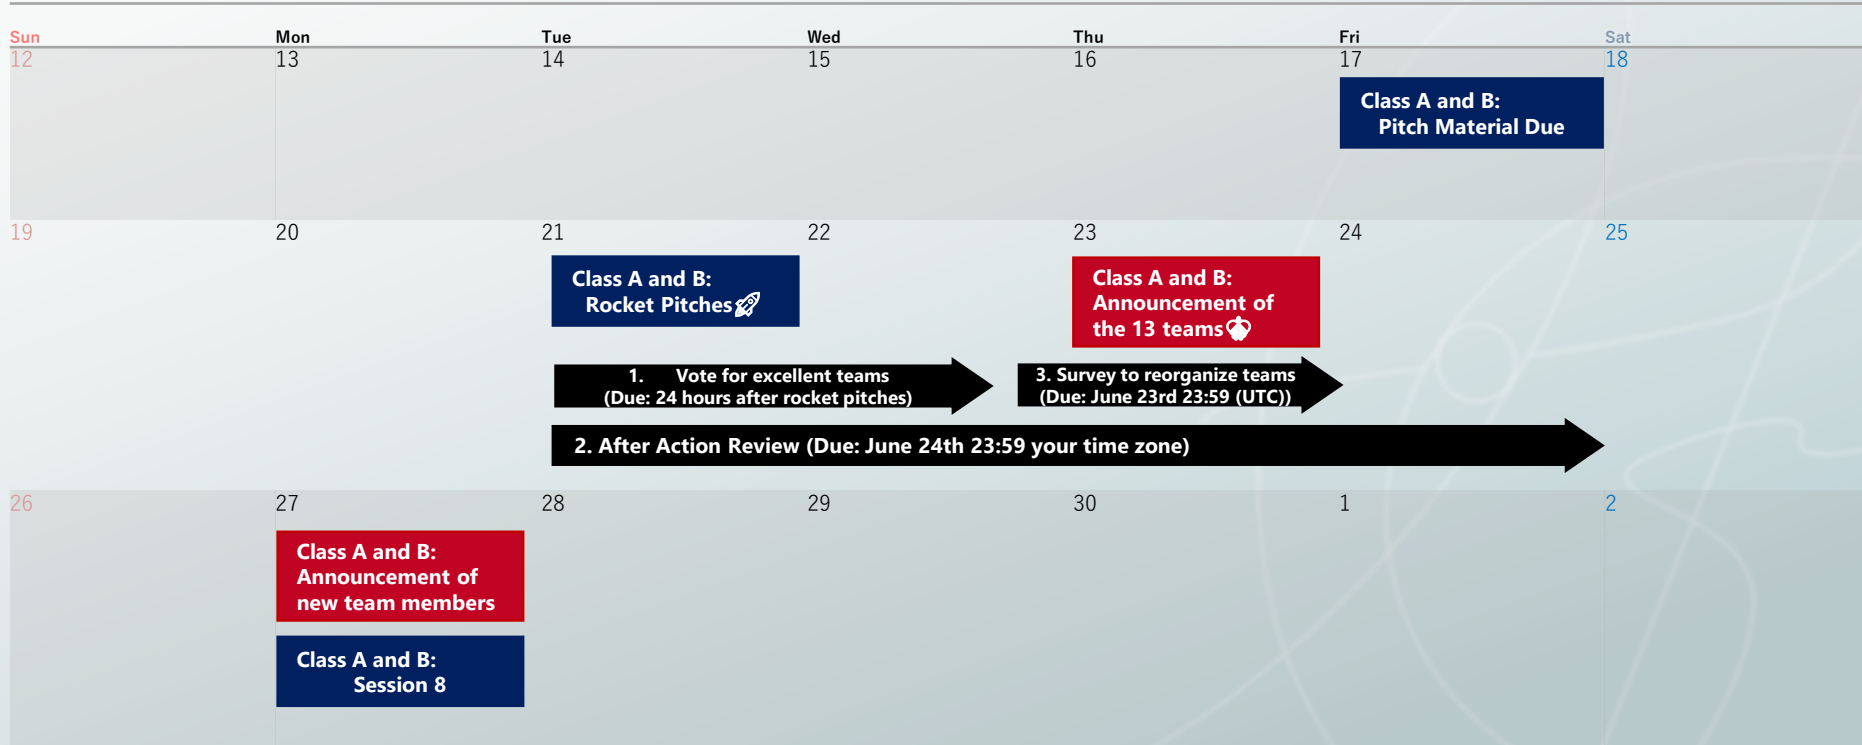 Sun Mon Tue Wed Thu Fri Sat
12 13 14 15 16 17 18
Class A and B:
Pitch Material Due
19 20 21 22 23 24 25
Class A and B:
Rocket Pitches
Class A and B:
Announcement of
the 13 teams
1. Vote for excellent teams
(Due: 24 hours after rocket pitches)
3. Survey to reorganize teams
(Due: June 23rd 23:59 (UTC))
2. After Action Review (Due: June 24th 23:59 your time zone)
26 27 28 29 30 1 2
Class A and B:
Announcement of
new team members
Class A and B:
Session 8